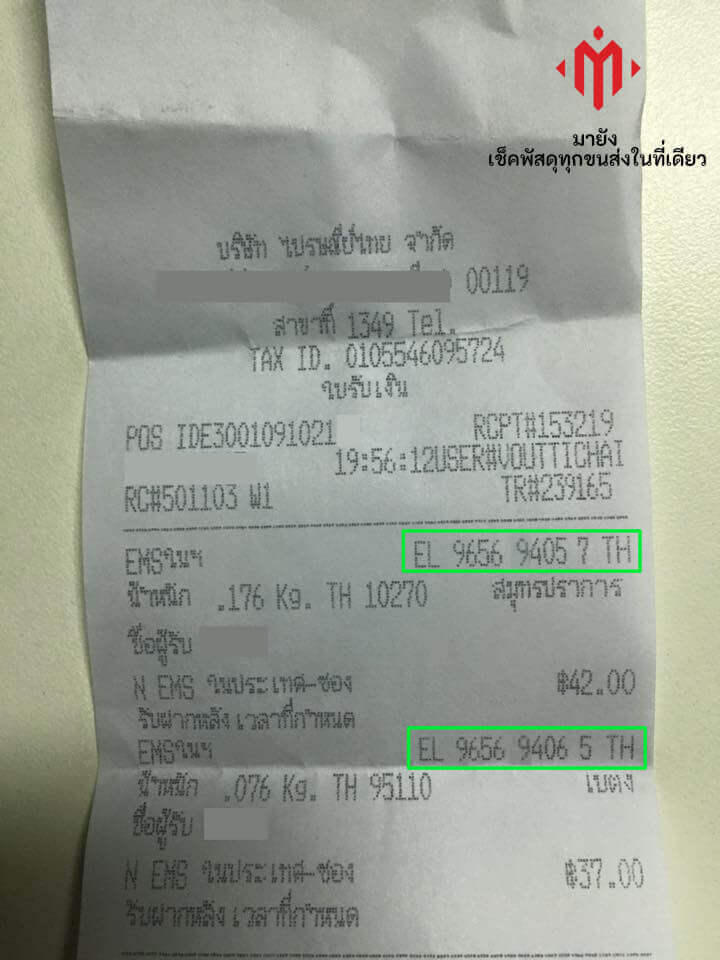 มายัง
เช็คพัสดุทุกขนส่งในที่เดียว
บริษัท ไปรษณีย์ไทย จำกัด
00119
สาขาที่ 1349 Tel.
TAX ID. 0105546095724
ใบรับเงิน
POS IDE3001091021 RCPT#153219
19:56:12USER#VOUTTICHAI
RC#501103 W1 TR#239165
EMSในฯ EL 9656 9405 7 TH
น้ำหนัก .176 Kg. TH 10270 สมุทรปราการ
ชื่อผู้รับ
N EMS ในประเทศ-ซอง ฿42.00
รับฝากหลัง เวลาที่กำหนด
EMSในฯ EL 9656 9406 5 TH
น้ำหนัก .076 Kg. TH 95110 เบตง
ชื่อผู้รับ
N EMS ในประเทศ-ซอง ฿37.00
รับฝากหลัง เวลาที่กำหนด